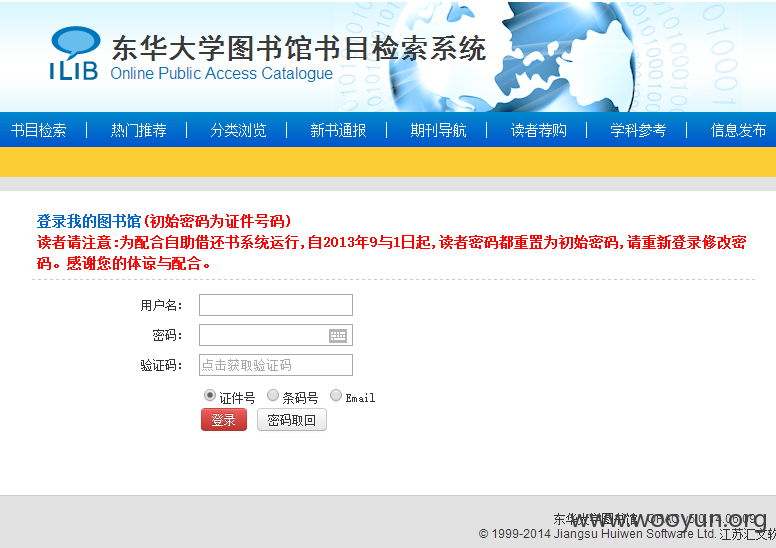 ILIB
东华大学图书馆书目检索系统
Online Public Access Catalogue
书目检索 热门推荐 分类浏览 新书通报 期刊导航 读者荐购 学科参考 信息发布
登录我的图书馆(初始密码为证件号码)
读者请注意:为配合自助借还书系统运行,自2013年9与1日起,读者密码都重置为初始密码,请重新登录修改密
码。感谢您的体谅与配合。
用户名:
密码:
验证码: 点击获取验证码
证件号 条码号 Email
登录 密码取回
东华大学图书馆
www.wooyun.org
© 1999-2014 Jiangsu Huiwen Software Ltd. 江苏汇文软